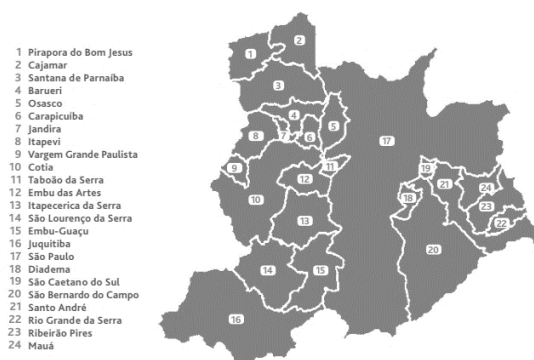 1 Pirapora do Bom Jesus
2 Cajamar
3 Santana de Parnaíba
4 Barueri
5 Osasco
6 Carapicuíba
7 Jandira
8 Itapevi
9 Vargem Grande Paulista
10 Cotia
11 Taboão da Serra
12 Embu das Artes
13 Itapecerica da Serra
14 São Lourenço da Serra
15 Embu-Guaçu
16 Juquitiba
17 São Paulo
18 Diadema
19 São Caetano do Sul
20 São Bernardo do Campo
21 Santo André
22 Rio Grande da Serra
23 Ribeirão Pires
24 Mauá
1
2
3
4
5
6
7
8
9
10
11
12
13
14
15
16
17
18
19
20
21
22
23
24